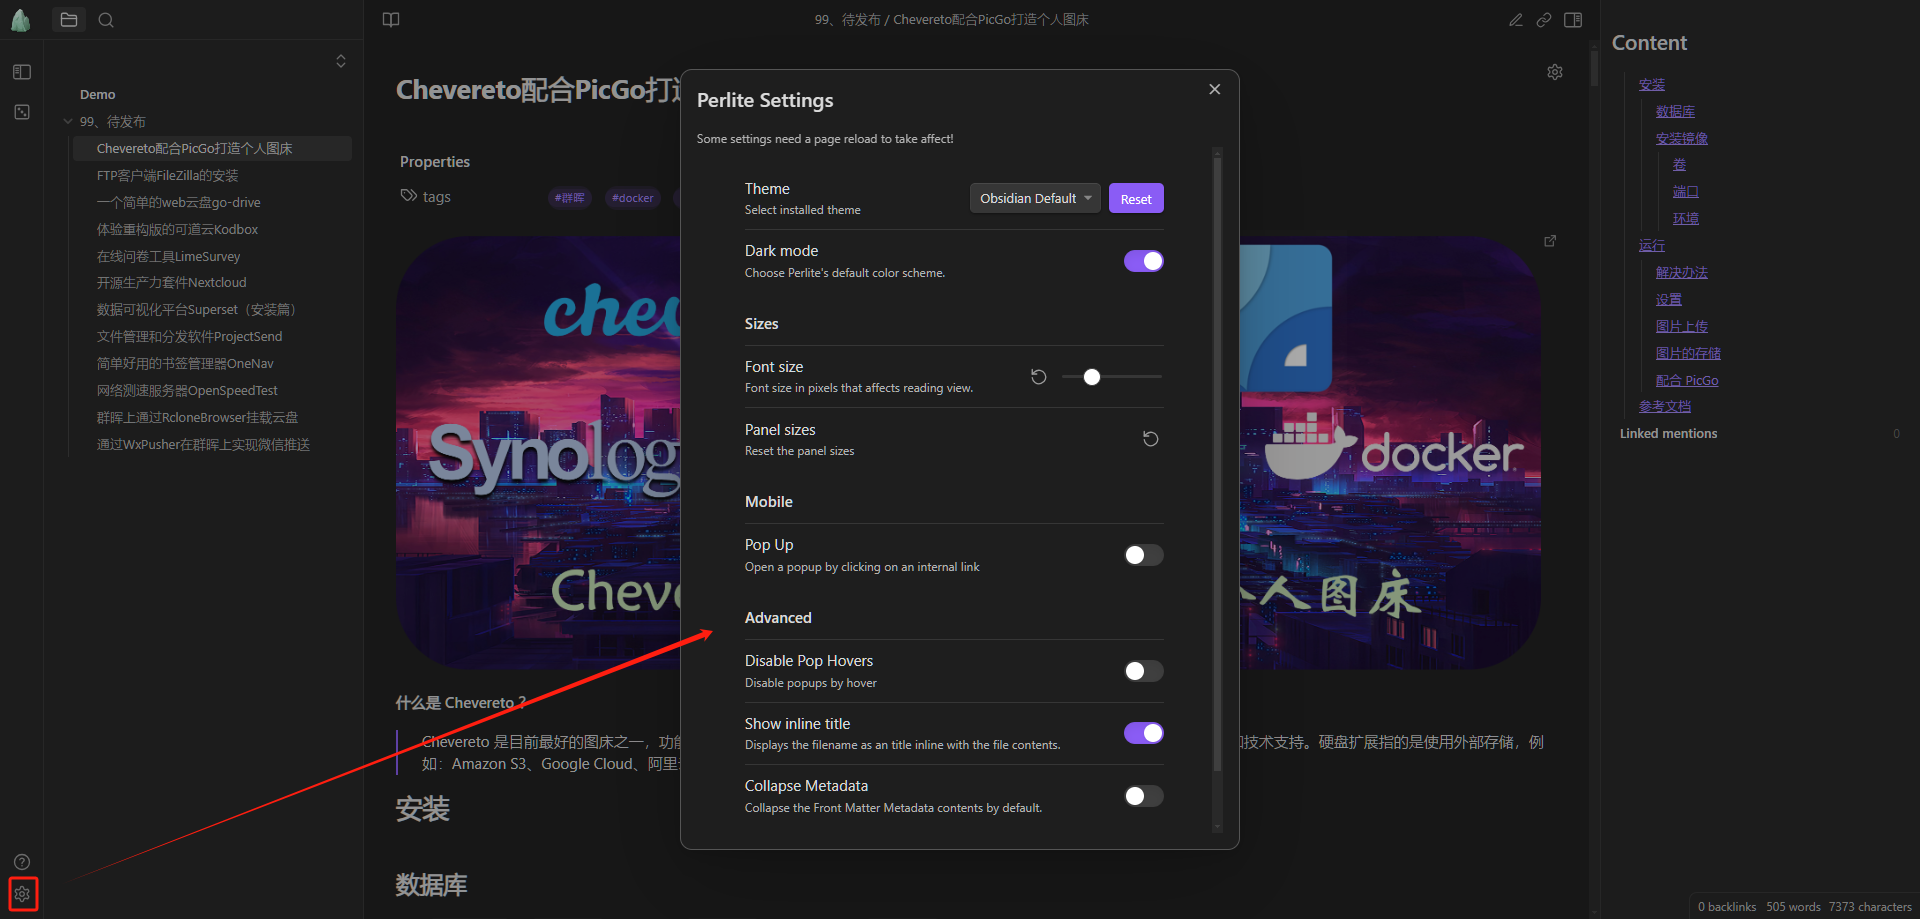 99、待发布 / Chevereto配合PicGo打造个人图床
Demo
99、待发布
Chevereto配合PicGo打造个人图床
FTP客户端FileZilla的安装
一个简单的web云盘go-drive
体验重构版的可道云Kodbox
在线问卷工具LimeSurvey
开源生产力套件Nextcloud
数据可视化平台Superset（安装篇）
文件管理和分发软件ProjectSend
简单好用的书签管理器OneNav
网络测速服务器OpenSpeedTest
群晖上通过RcloneBrowser挂载云盘
通过WxPusher在群晖上实现微信推送
Chevereto配合PicGo打
Properties
tags
#群晖
#docker
chev
Synolog
docker
Cheve
人图床
什么是 Chevereto ？
Chevereto 是目前最好的图床之一，功
技术支持。硬盘扩展指的是使用外部存储，例
如：Amazon S3、Google Cloud、阿里
安装
数据库
Perlite Settings
Some settings need a page reload to take affect!
Theme
Select installed theme
Obsidian Default
Reset
Dark mode
Choose Perlite's default color scheme.
Sizes
Font size
Font size in pixels that affects reading view.
Panel sizes
Reset the panel sizes
Mobile
Pop Up
Open a popup by clicking on an internal link
Advanced
Disable Pop Hovers
Disable popups by hover
Show inline title
Displays the filename as an title inline with the file contents.
Collapse Metadata
Collapse the Front Matter Metadata contents by default.
Content
安装
数据库
安装镜像
卷
端口
环境
运行
解决办法
设置
图片上传
图片的存储
配合 PicGo
参考文档
Linked mentions
0
0 backlinks 505 words 7373 characters